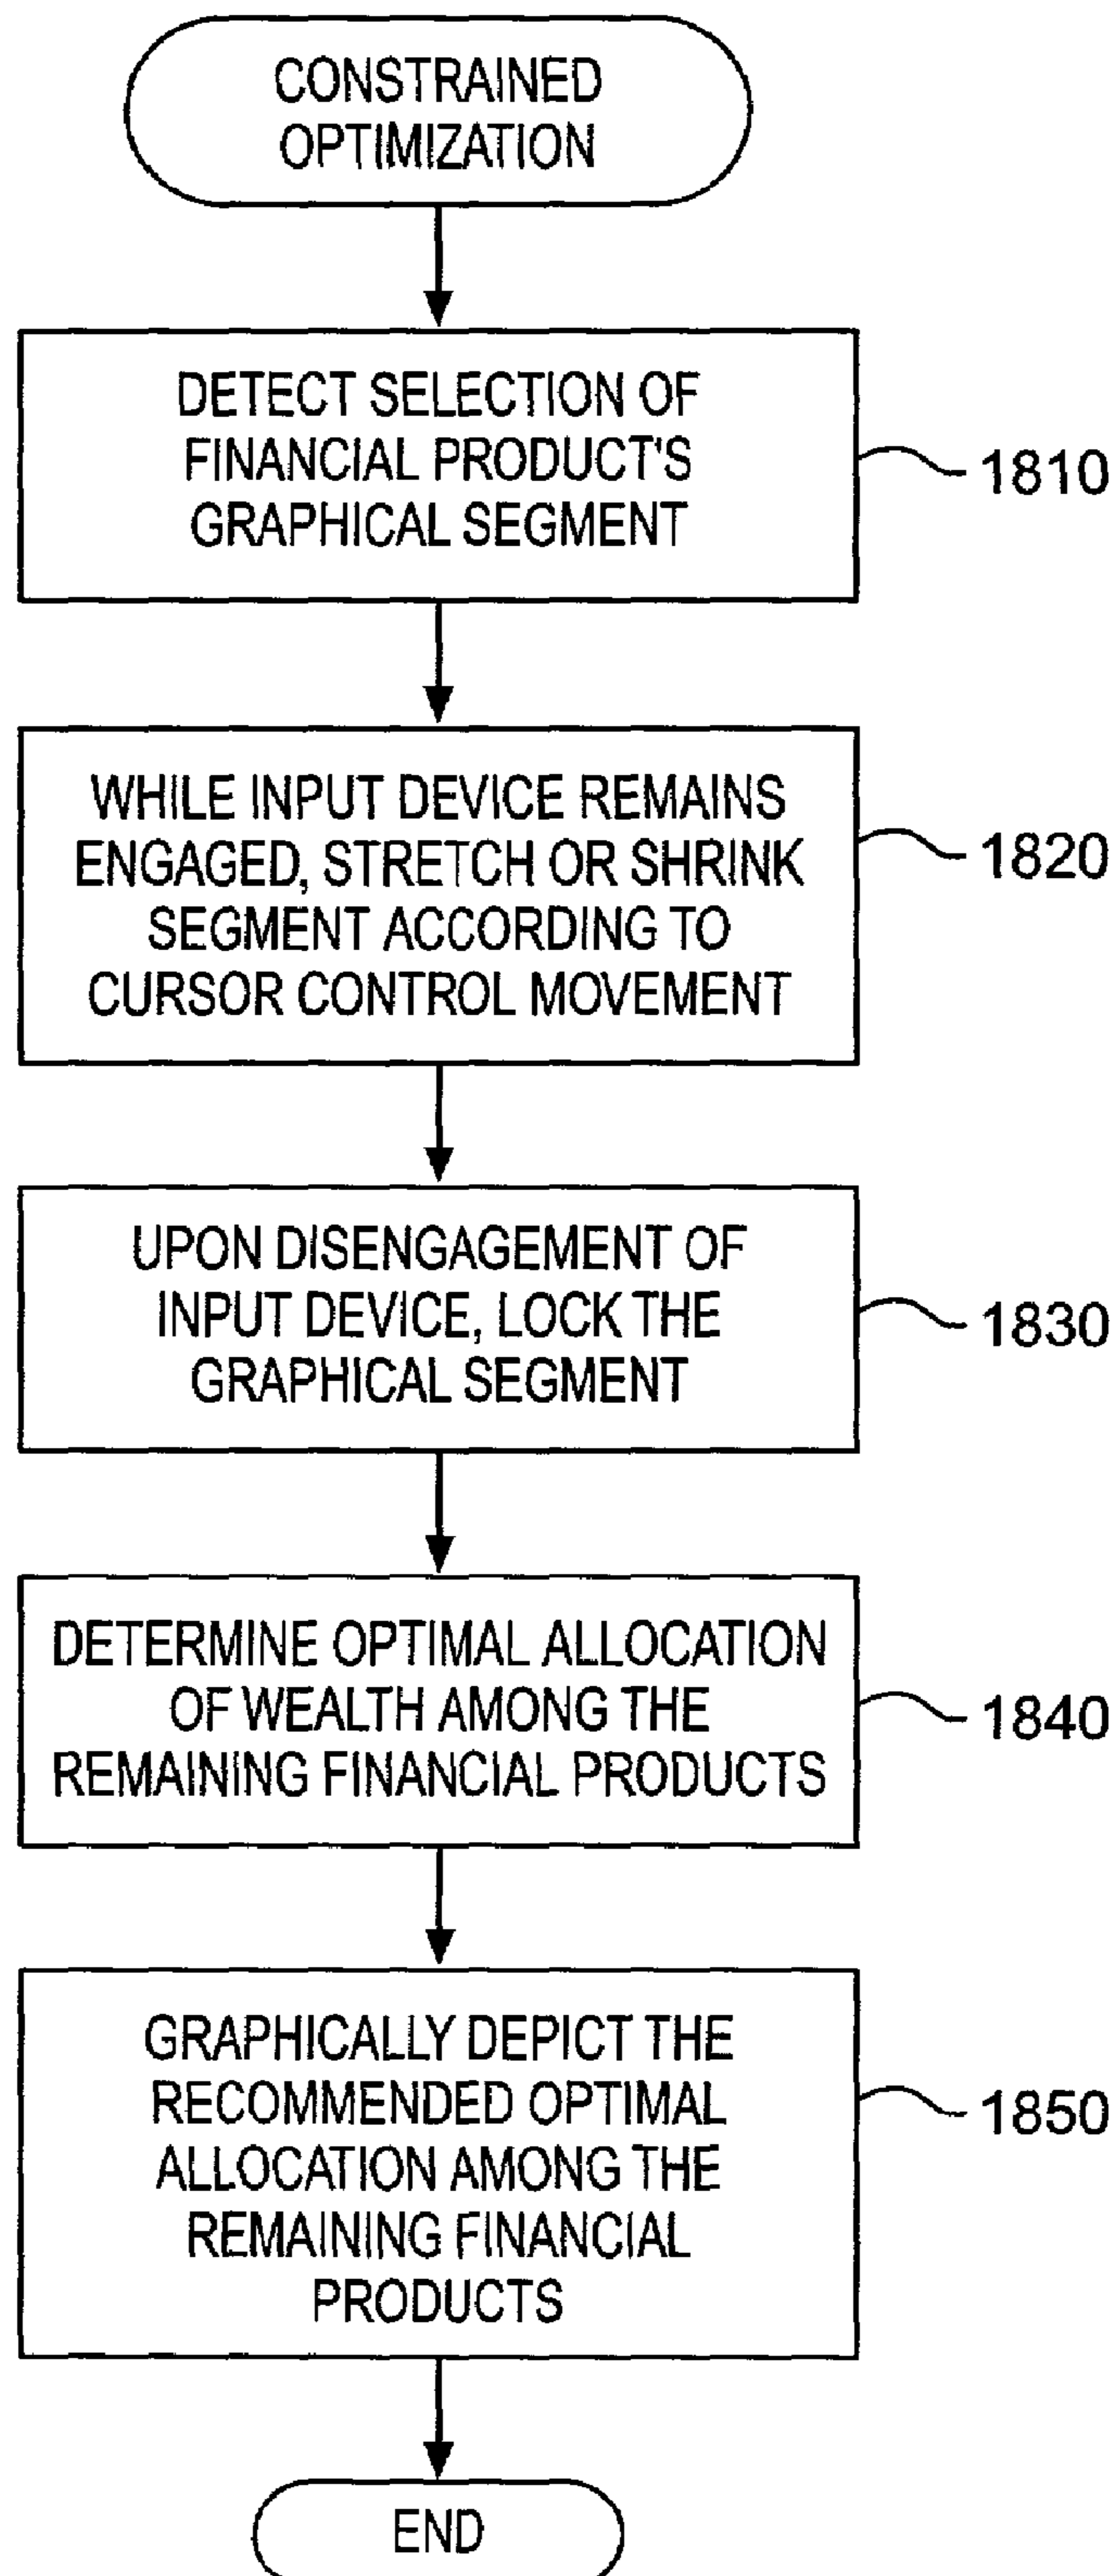 CONSTRAINED
OPTIMIZATION
DETECT SELECTION OF
FINANCIAL PRODUCT'S
GRAPHICAL SEGMENT
1810
WHILE INPUT DEVICE REMAINS
ENGAGED, STRETCH OR SHRINK
SEGMENT ACCORDING TO
CURSOR CONTROL MOVEMENT
1820
UPON DISENGAGEMENT OF
INPUT DEVICE, LOCK THE
GRAPHICAL SEGMENT
1830
DETERMINE OPTIMAL ALLOCATION
OF WEALTH AMONG THE
REMAINING FINANCIAL PRODUCTS
1840
GRAPHICALLY DEPICT THE
RECOMMENDED OPTIMAL
ALLOCATION AMONG THE
REMAINING FINANCIAL
PRODUCTS
1850
END